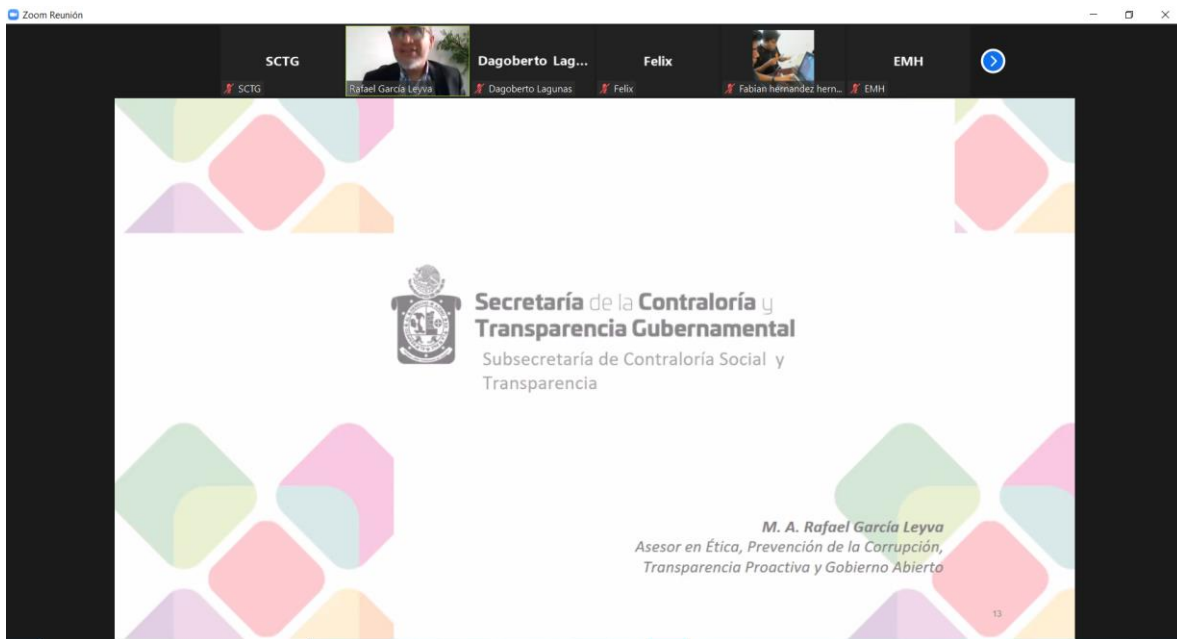 Zoom Reunión
SCTG
Dagoberto Lag...
Felix
EMH
SCTG
Rafael García Leyva
Dagoberto Lagunas
Felix
Fabian hernandez hern...
EMH
Secretaría de la Contraloría y
Transparencia Gubernamental
Subsecretaría de Contraloría Social y
Transparencia
M. A. Rafael García Leyva
Asesor en Ética, Prevención de la Corrupción,
Transparencia Proactiva y Gobierno Abierto
13